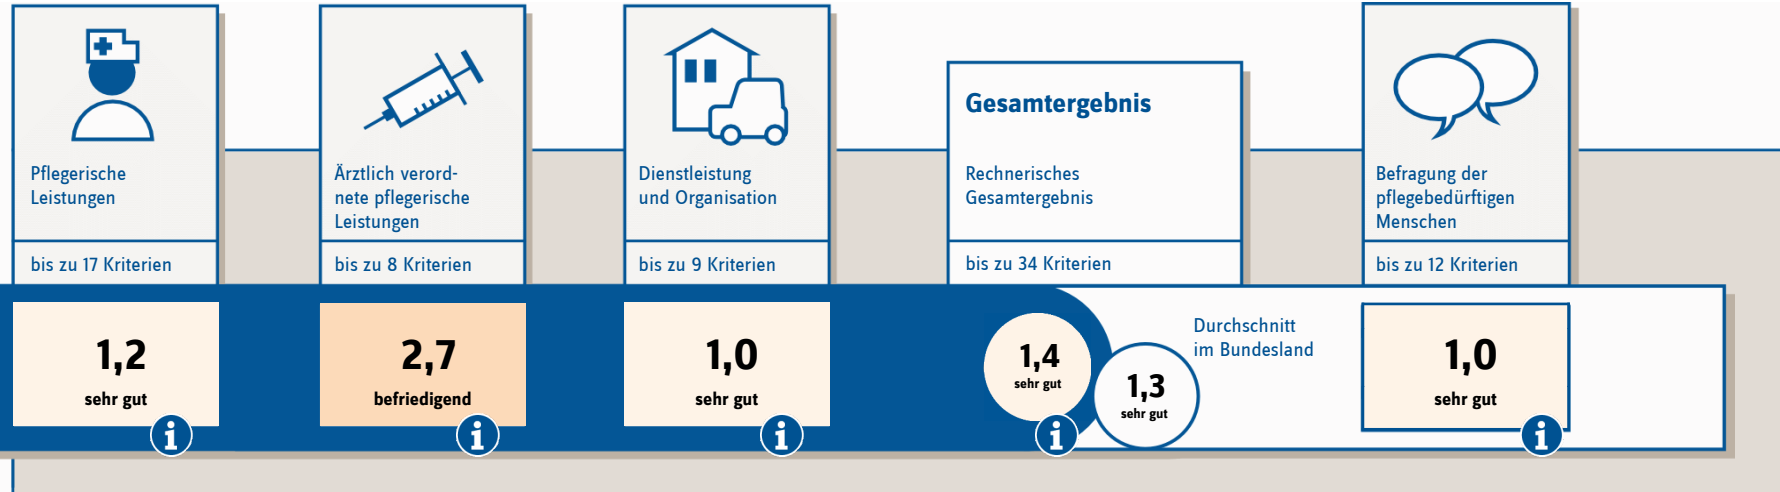 Pflegerische
Leistungen
bis zu 17 Kriterien
1,2
sehr gut
i
Ärztlich verord-
nete pflegerische
Leistungen
bis zu 8 Kriterien
2,7
befriedigend
i
Dienstleistung
und Organisation
bis zu 9 Kriterien
1,0
sehr gut
i
Gesamtergebnis
Rechnerisches
Gesamtergebnis
bis zu 34 Kriterien
1,4
sehr gut
i
1,3
sehr gut
Durchschnitt
im Bundesland
Befragung der
pflegebedürftigen
Menschen
bis zu 12 Kriterien
1,0
sehr gut
i